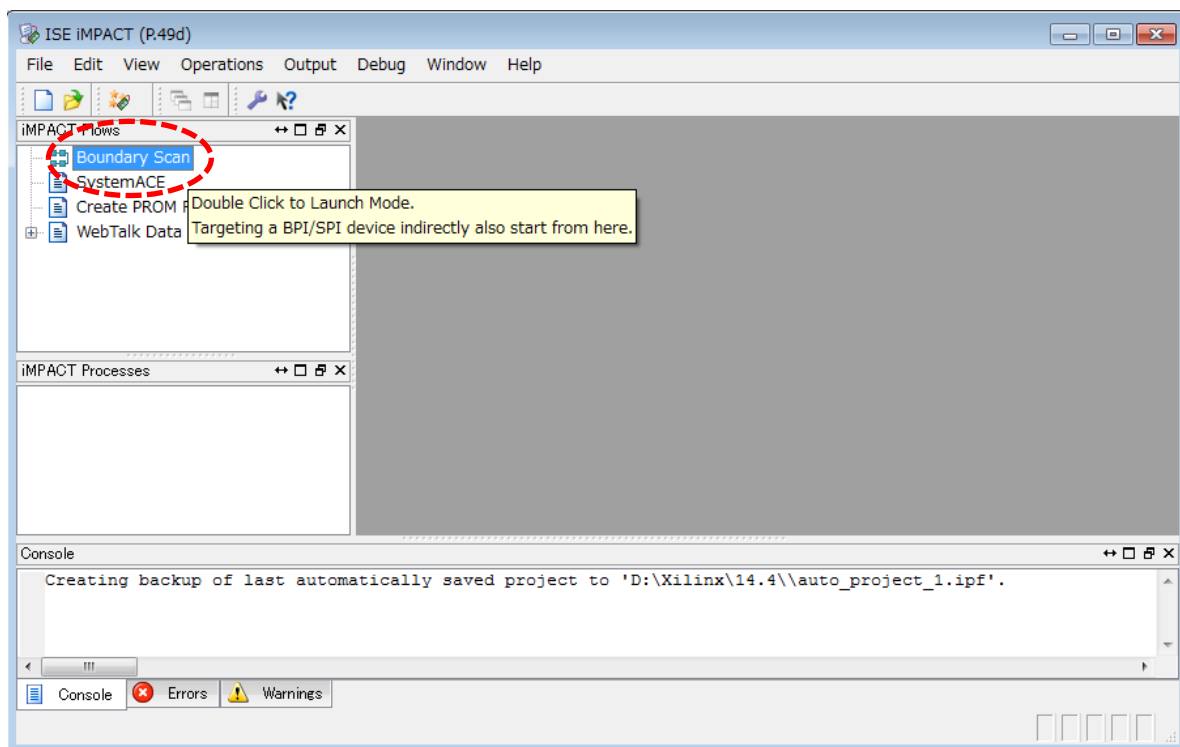 ISE iMPACT (P.49d)
File Edit View Operations Output Debug Window Help
iMPACT Flows
Boundary Scan
SystemACE
Create PROM
WebTalk Data
Double Click to Launch Mode.
Targeting a BPI/SPI device indirectly also start from here.
iMPACT Processes
Console
Creating backup of last automatically saved project to 'D:\Xilinx\14.4\\auto_project_1.ipf'.
Console Errors Warnings